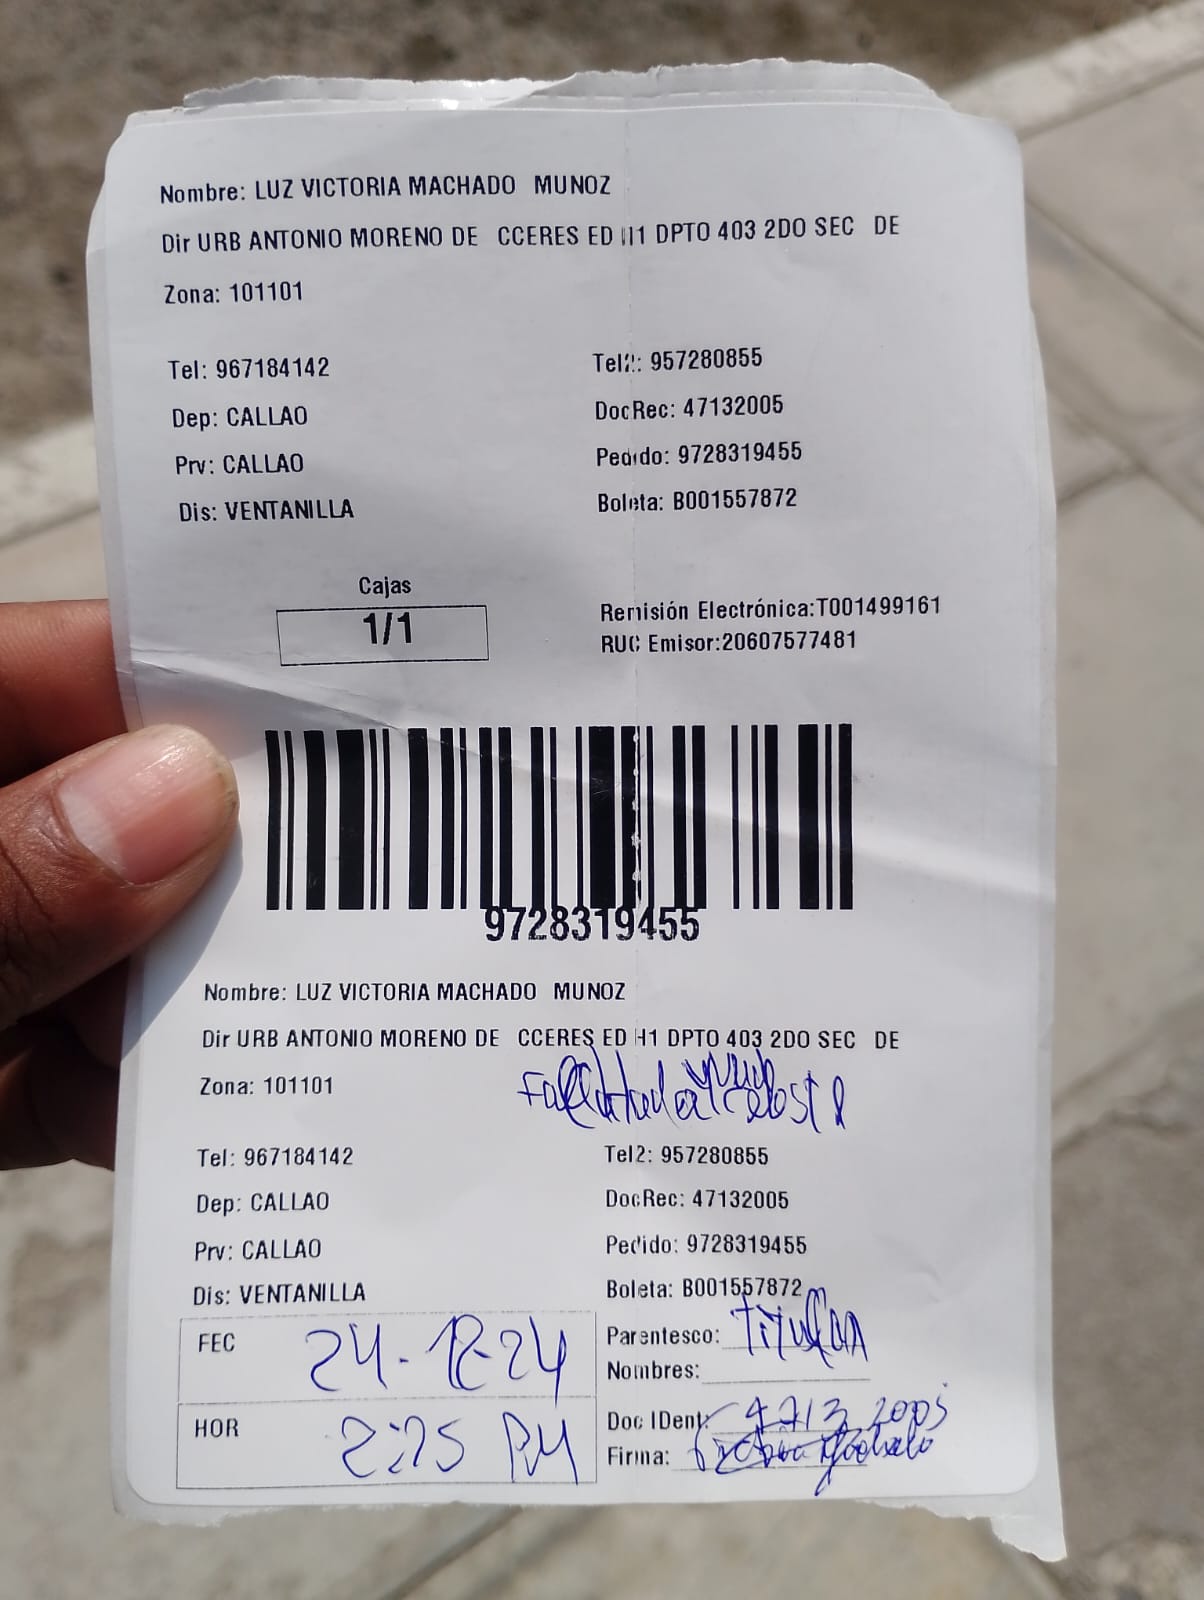 Nombre: LUZ VICTORIA MACHADO MUNOZ
Dir URB ANTONIO MORENO DE CCERES ED H1 DPTO 403 2DO SEC DE
Zona: 101101
Tel: 967184142 Tel2: 957280855
Dep: CALLAO DocRec: 47132005
Prv: CALLAO Pedido: 9728319455
Dis: VENTANILLA Boleta: B001557872
Cajas
1/1
Remisión Electrónica:T001499161
RUC Emisor:20607577481
9728319455
Nombre: LUZ VICTORIA MACHADO MUNOZ
Dir URB ANTONIO MORENO DE CCERES ED H1 DPTO 403 2DO SEC DE
Zona: 101101
Tel: 967184142 Tel2: 957280855
Dep: CALLAO DocRec: 47132005
Prv: CALLAO Pedido: 9728319455
Dis: VENTANILLA Boleta: B001557872
FEC 24-12-24 Parentesco: Titular
Nombres:
HOR 2:25 PM Doc IDent: 47132005
Firma: